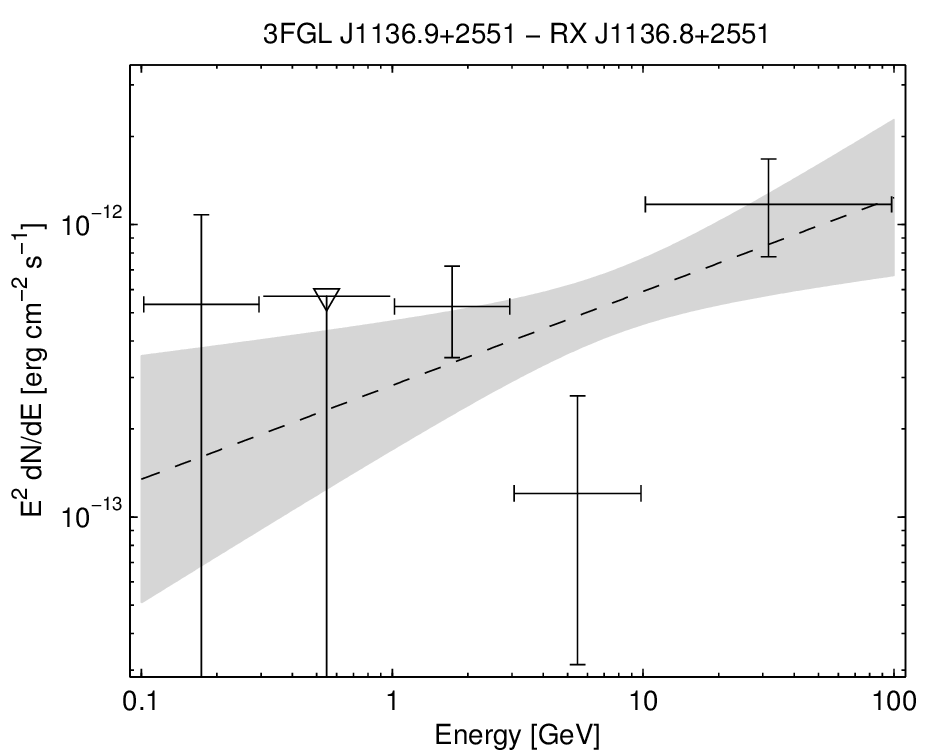 3FGL J1136.9+2551 − RX J1136.8+2551
E² dN/dE [erg cm⁻² s⁻¹]
10⁻¹²
10⁻¹³
0.1 1 10 100
Energy [GeV]